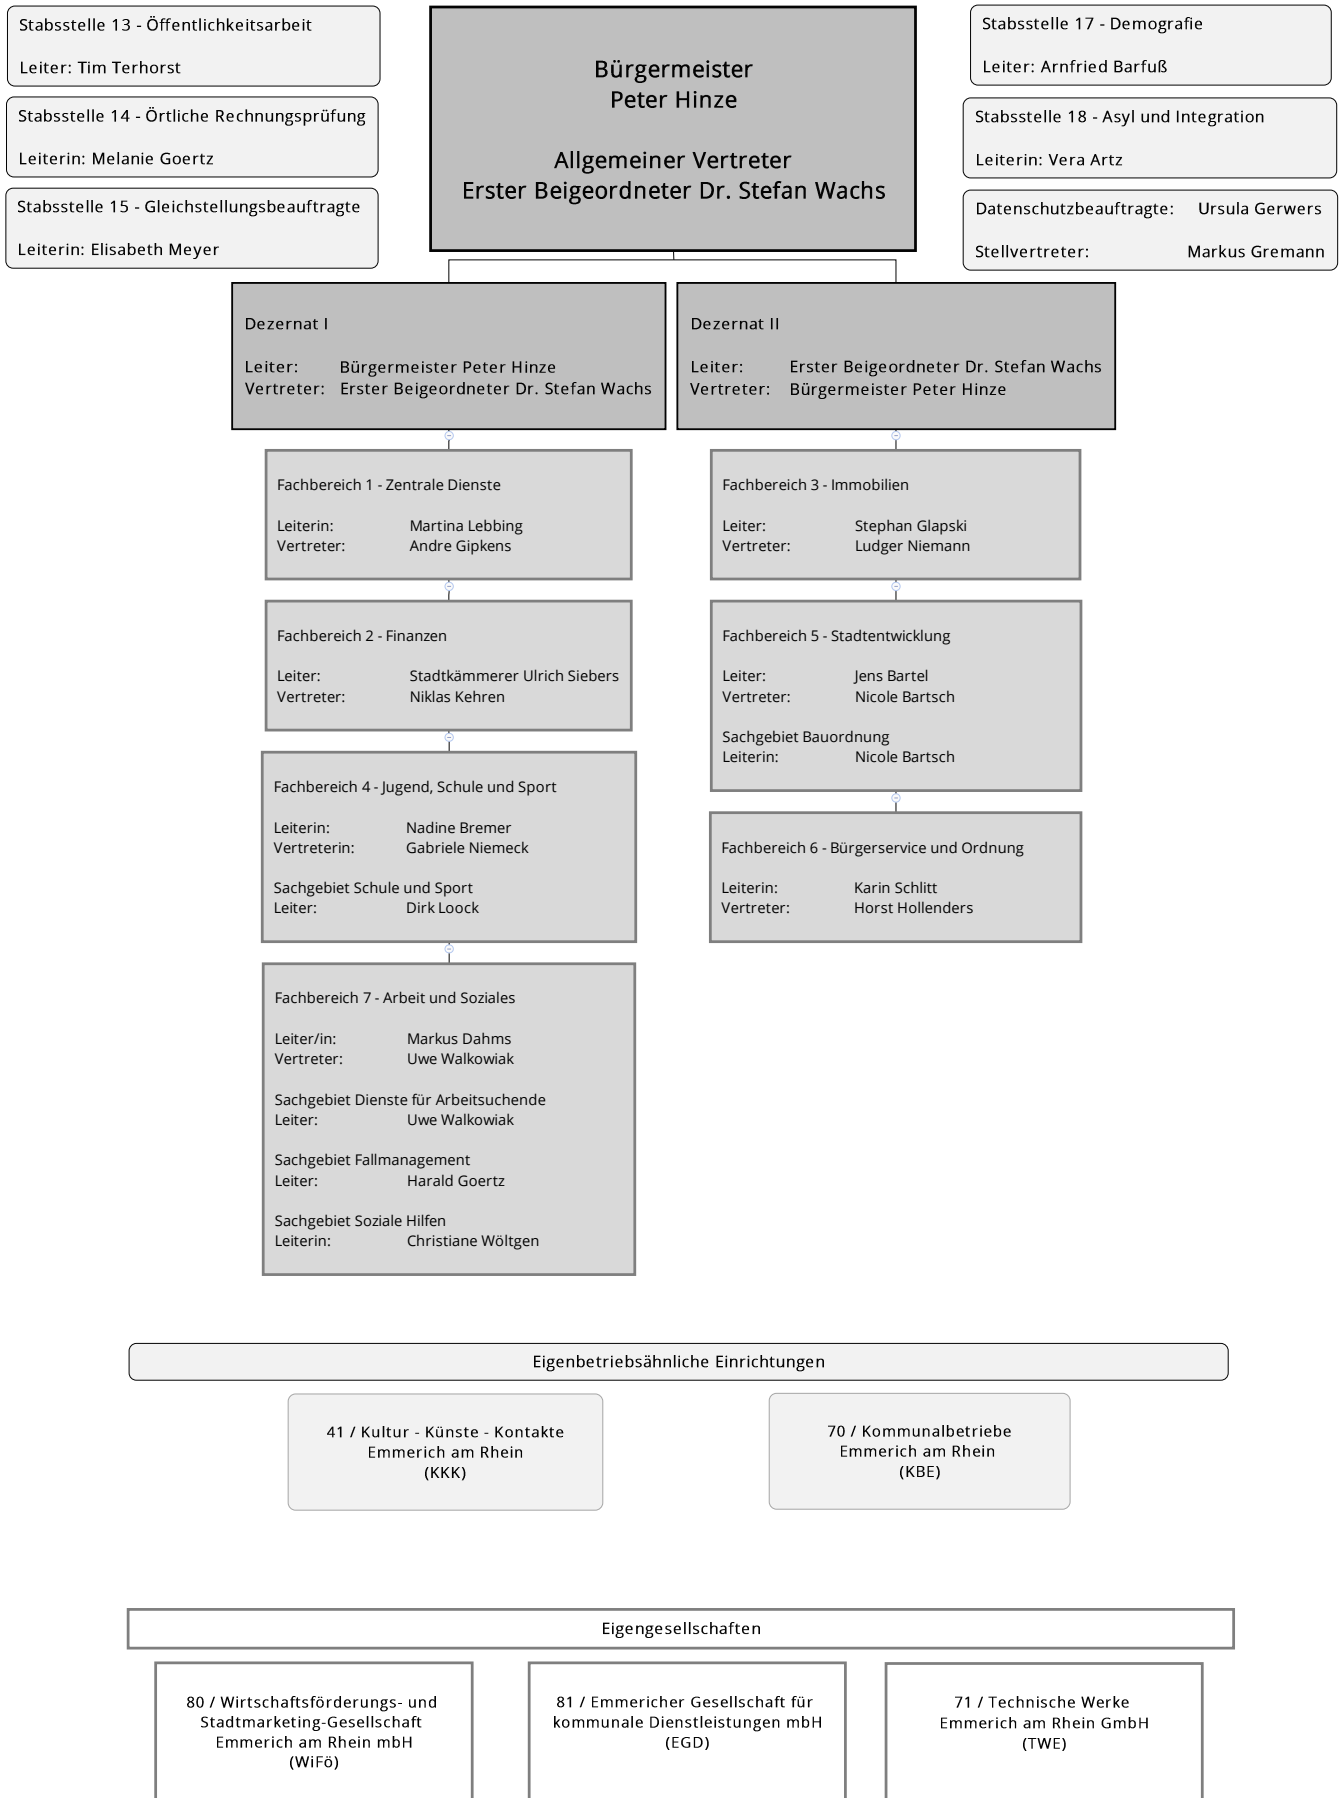 Stabsstelle 13 - Öffentlichkeitsarbeit
Leiter: Tim Terhorst
Stabsstelle 14 - Örtliche Rechnungsprüfung
Leiterin: Melanie Goertz
Stabsstelle 15 - Gleichstellungsbeauftragte
Leiterin: Elisabeth Meyer
Bürgermeister
Peter Hinze
Allgemeiner Vertreter
Erster Beigeordneter Dr. Stefan Wachs
Stabsstelle 17 - Demografie
Leiter: Arnfried Barfuß
Stabsstelle 18 - Asyl und Integration
Leiterin: Vera Artz
Datenschutzbeauftragte: Ursula Gerwers
Stellvertreter: Markus Gremann
Dezernat I
Leiter: Bürgermeister Peter Hinze
Vertreter: Erster Beigeordneter Dr. Stefan Wachs
Fachbereich 1 - Zentrale Dienste
Leiterin: Martina Lebbing
Vertreter: Andre Gipkens
Fachbereich 2 - Finanzen
Leiter: Stadtkämmerer Ulrich Siebers
Vertreter: Niklas Kehren
Fachbereich 4 - Jugend, Schule und Sport
Leiterin: Nadine Bremer
Vertreterin: Gabriele Niemeck
Sachgebiet Schule und Sport
Leiter: Dirk Loock
Fachbereich 7 - Arbeit und Soziales
Leiter/in: Markus Dahms
Vertreter: Uwe Walkowiak
Sachgebiet Dienste für Arbeitsuchende
Leiter: Uwe Walkowiak
Sachgebiet Fallmanagement
Leiter: Harald Goertz
Sachgebiet Soziale Hilfen
Leiterin: Christiane Wöltgen
Dezernat II
Leiter: Erster Beigeordneter Dr. Stefan Wachs
Vertreter: Bürgermeister Peter Hinze
Fachbereich 3 - Immobilien
Leiter: Stephan Glapski
Vertreter: Ludger Niemann
Fachbereich 5 - Stadtentwicklung
Leiter: Jens Bartel
Vertreter: Nicole Bartsch
Sachgebiet Bauordnung
Leiterin: Nicole Bartsch
Fachbereich 6 - Bürgerservice und Ordnung
Leiterin: Karin Schlitt
Vertreter: Horst Hollenders
Eigenbetriebsähnliche Einrichtungen
41 / Kultur - Künste - Kontakte
Emmerich am Rhein
(KKK)
70 / Kommunalbetriebe
Emmerich am Rhein
(KBE)
Eigengesellschaften
80 / Wirtschaftsförderungs- und
Stadtmarketing-Gesellschaft
Emmerich am Rhein mbH
(WiFö)
81 / Emmericher Gesellschaft für
kommunale Dienstleistungen mbH
(EGD)
71 / Technische Werke
Emmerich am Rhein GmbH
(TWE)